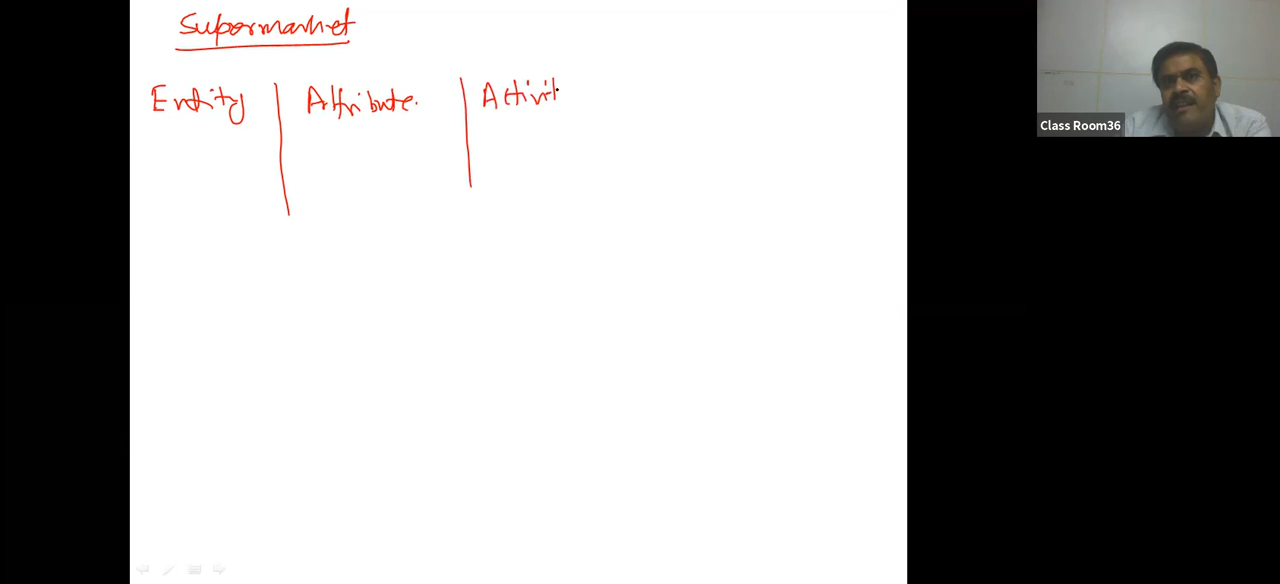 Supermarket
Entity | Attribute. | Activit
Class Room36